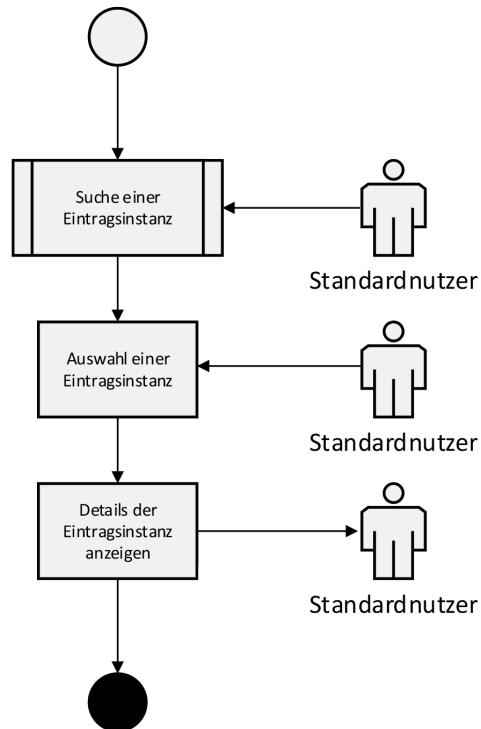 Suche einer
Eintragsinstanz
Standardnutzer
Auswahl einer
Eintragsinstanz
Standardnutzer
Details der
Eintragsinstanz
anzeigen
Standardnutzer